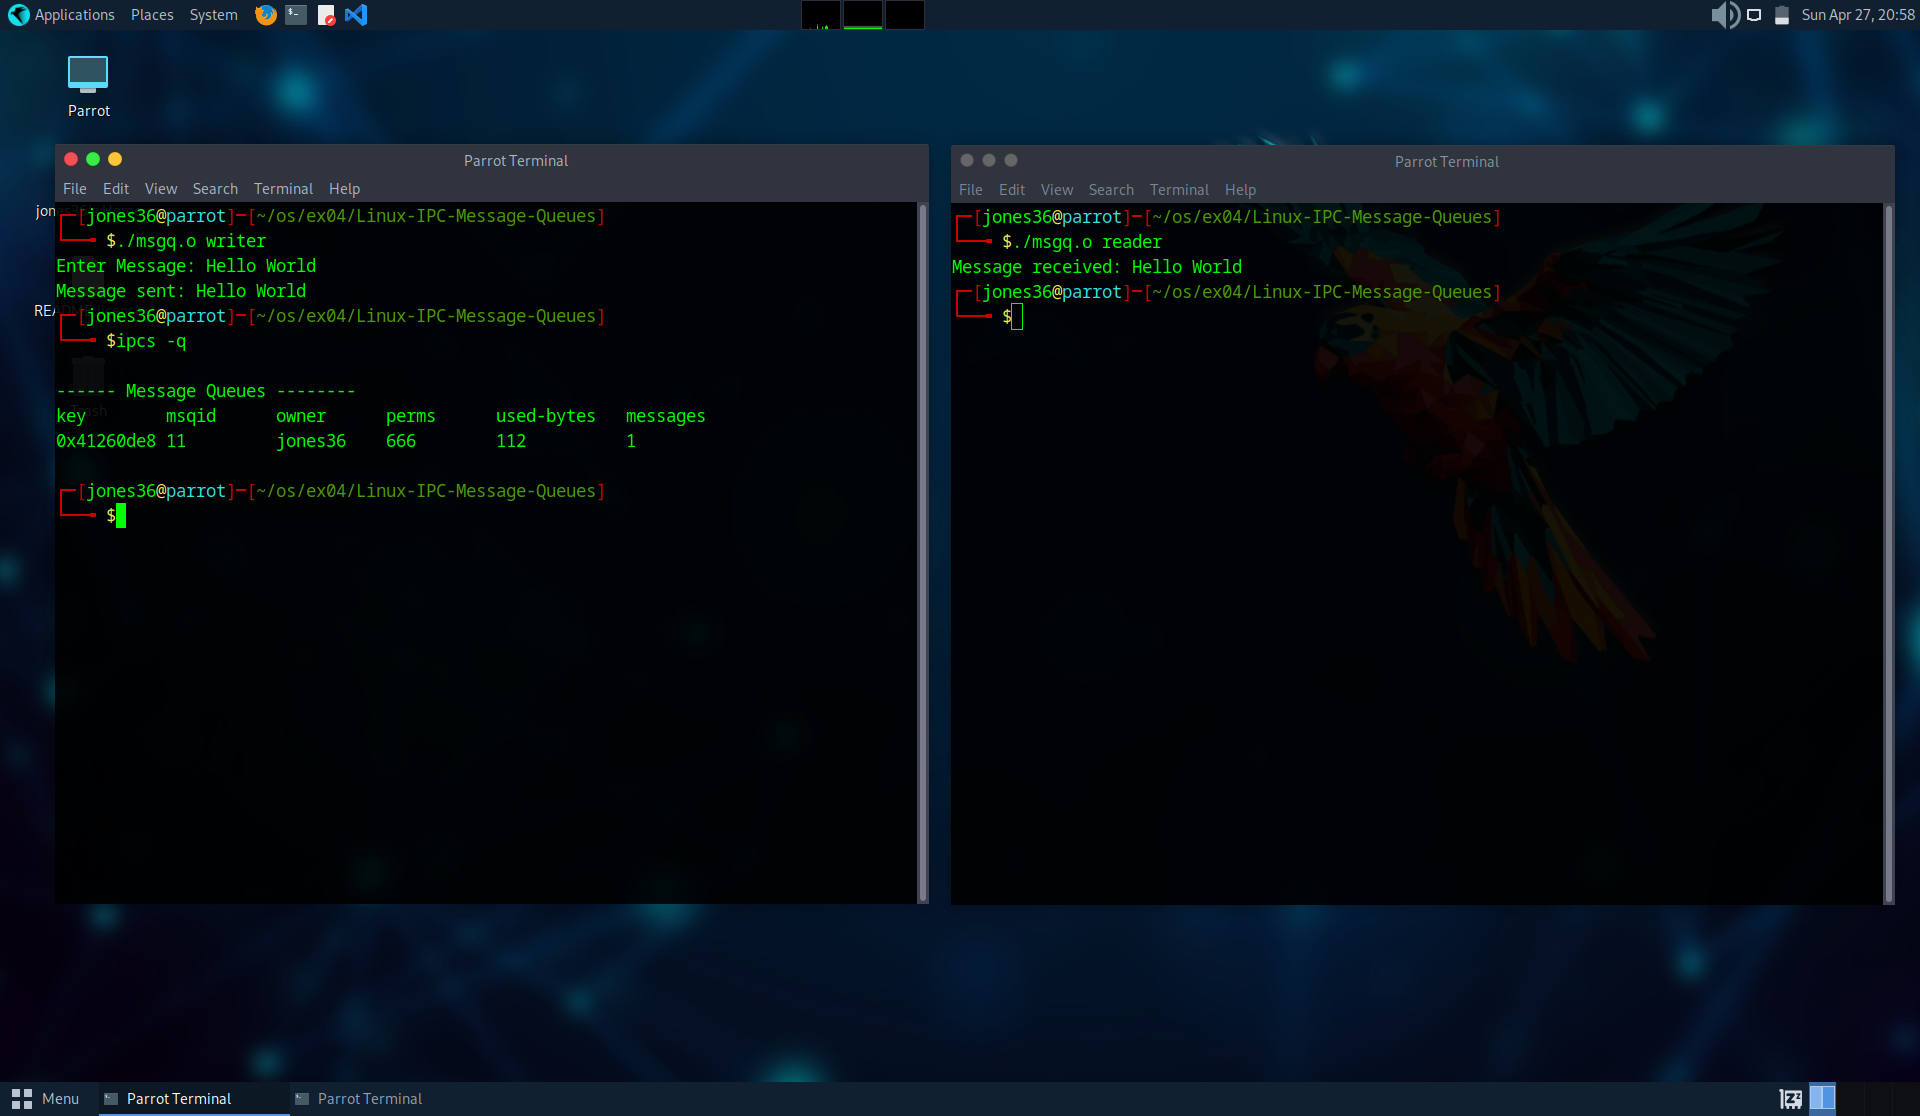 Applications Places System
Sun Apr 27, 20:58
Parrot
Parrot Terminal
File Edit View Search Terminal Help
┌─[jones36@parrot]─[~/os/ex04/Linux-IPC-Message-Queues]
└──╼ $./msgq.o writer
Enter Message: Hello World
Message sent: Hello World
┌─[jones36@parrot]─[~/os/ex04/Linux-IPC-Message-Queues]
└──╼ $ipcs -q
------ Message Queues --------
key msqid owner perms used-bytes messages
0x41260de8 11 jones36 666 112 1
┌─[jones36@parrot]─[~/os/ex04/Linux-IPC-Message-Queues]
└──╼ $
Trash
Parrot Terminal
File Edit View Search Terminal Help
┌─[jones36@parrot]─[~/os/ex04/Linux-IPC-Message-Queues]
└──╼ $./msgq.o reader
Message received: Hello World
┌─[jones36@parrot]─[~/os/ex04/Linux-IPC-Message-Queues]
└──╼ $
Menu Parrot Terminal Parrot Terminal